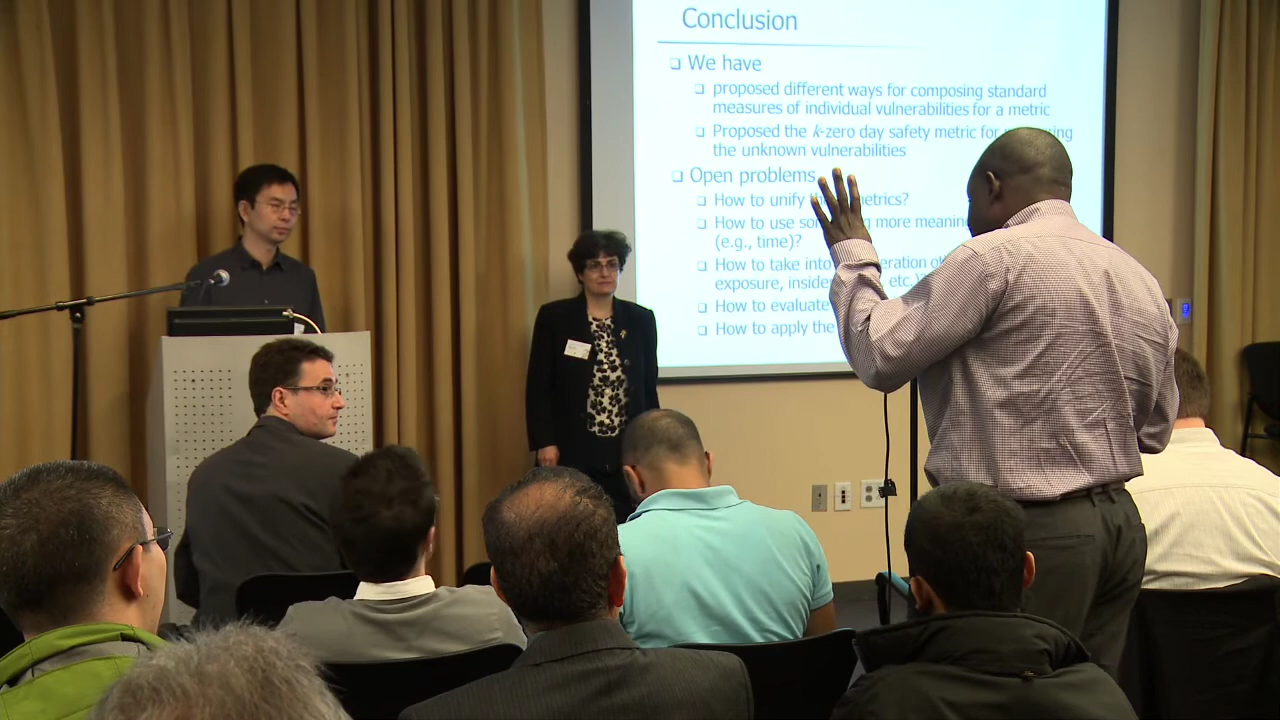 Conclusion
We have
proposed different ways for composing standard
measures of individual vulnerabilities for a metric
Proposed the k-zero day safety metric for
the unknown vulnerabilities
Open problems
How to unify metrics?
How to use more
(e.g., time)?
How to take into
exposure, etc.
How to evaluate
How to apply the